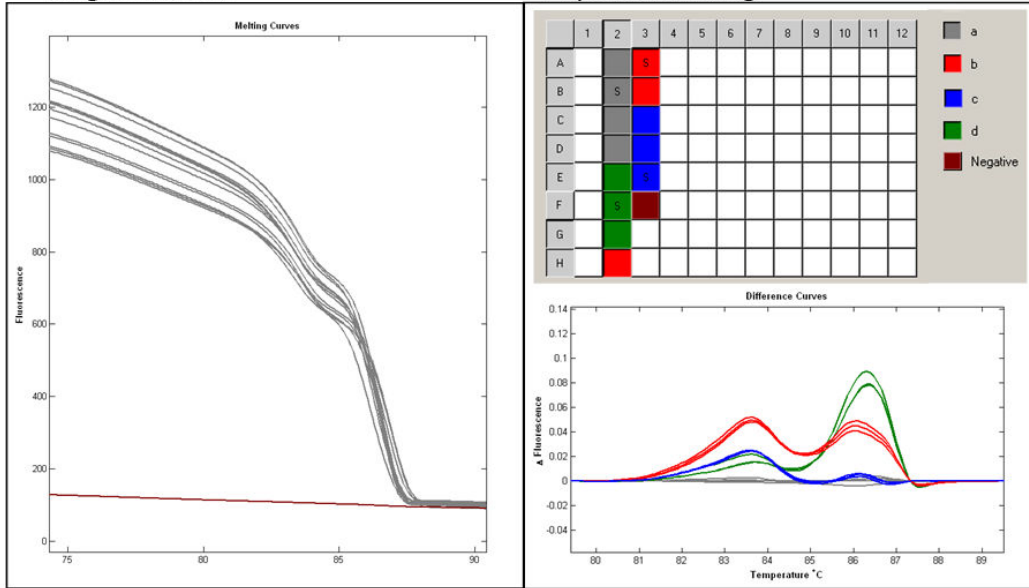 Melting Curves
Fluorescence
1200
1000
800
600
400
200
0
75
80
85
90
1 2 3 4 5 6 7 8 9 10 11 12
A S
B S
C
D
E S
F S
G
H
a
b
c
d
Negative
Difference Curves
Δ Fluorescence
0.14
0.12
0.1
0.08
0.06
0.04
0.02
0
-0.02
-0.04
80 81 82 83 84 85 86 87 88 89
Temperature °C